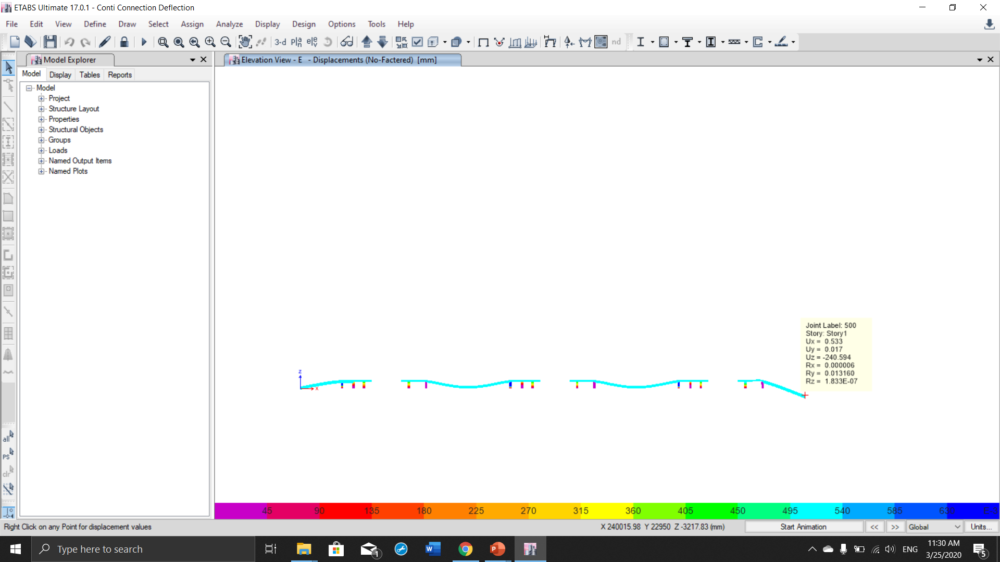 ETABS Ultimate 17.0.1 - Conti Connection Deflection
File Edit View Define Draw Select Assign Analyze Display Design Options Tools Help
3-d pla ele nd
Model Explorer
Elevation View - E - Displacements (No-Factered) [mm]
Model Display Tables Reports
Model
Project
Structure Layout
Properties
Structural Objects
Groups
Loads
Named Output Items
Named Plots
Joint Label: 500
Story: Story1
Ux = 0.533
Uy = 0.017
Uz = -240.594
Rx = 0.000006
Ry = 0.013160
Rz = 1.833E-07
z
x
all
PS
clr
45 90 135 180 225 270 315 360 405 450 495 540 585 630 E-3
Right Click on any Point for displacement values
X 240015.98 Y 22950 Z -3217.83 (mm)
Start Animation
<<
>>
Global
Units...
Type here to search
1
W
P
ENG
11:30 AM
3/25/2020
5